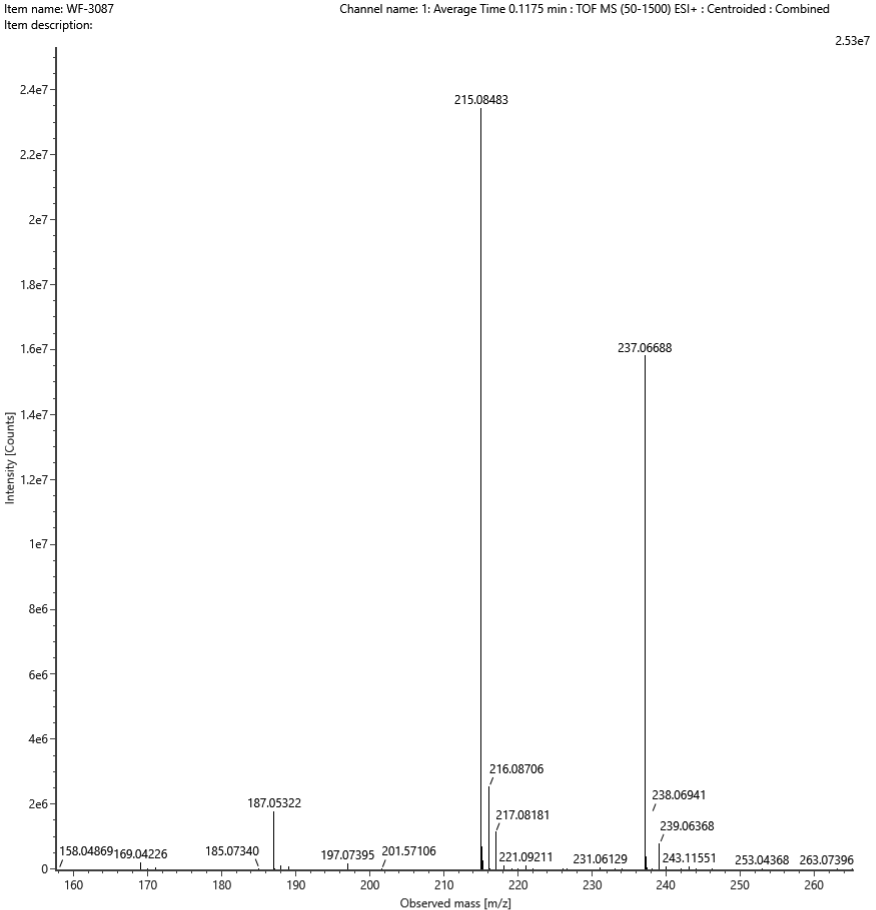 Item name: WF-3087
Channel name: 1: Average Time 0.1175 min : TOF MS (50-1500) ESI+ : Centroided : Combined
Item description:
2.53e7
2.4e7
2.2e7
2e7
1.8e7
1.6e7
1.4e7
1.2e7
1e7
8e6
6e6
4e6
2e6
0
Intensity [Counts]
215.08483
237.06688
216.08706
187.05322
238.06941
217.08181
239.06368
158.04869
169.04226
185.07340
197.07395
201.57106
221.09211
231.06129
243.11551
253.04368
263.07396
160
170
180
190
200
210
220
230
240
250
260
Observed mass [m/z]